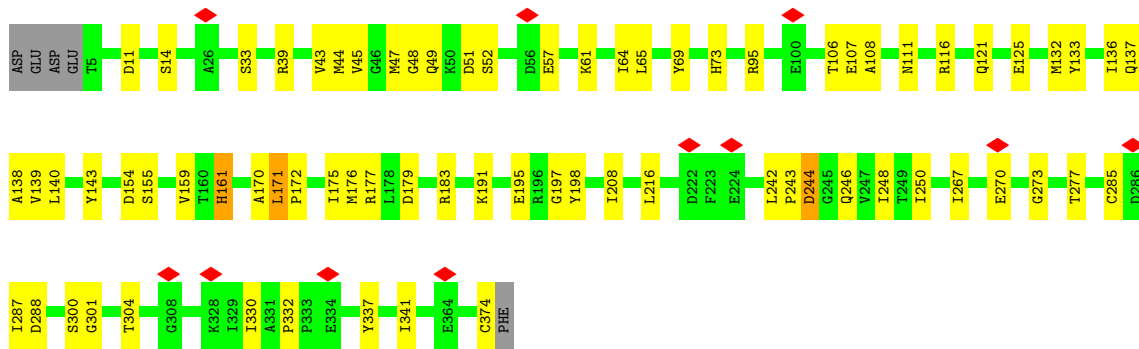 ASP GLU ASP GLU T5 D11 S14 A26 S33 R39 V43 M44 V45 G46 M47 G48 Q49 K50 D51 S52 D56 E57 K61 I64 L65 Y69 H73 R95 E100 T106 E107 A108 N111 R116 Q121 E125 M132 Y133 I136 Q137
A138 V139 L140 Y143 D154 S155 V159 T160 H161 A170 L171 P172 I175 M176 R177 L178 D179 R183 K191 E195 R196 G197 Y198 I208 L216 D222 F223 E224 L242 P243 D244 G245 Q246 V247 I248 T249 I250 I267 E270 G273 T277 C285 D286
I287 D288 S300 G301 T304 G308 K328 I329 I330 A331 P332 P333 E334 Y337 I341 E364 C374 PHE